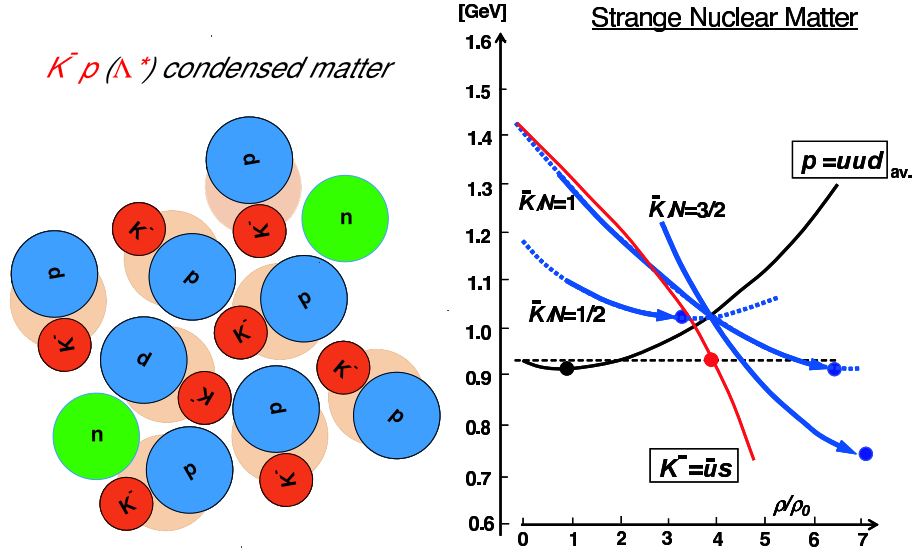 K⁻ p (Λ*) condensed matter
p
n
K⁻
K⁻
p
p
p
K⁻
K⁻
K⁻
p
K⁻
p
p
n
p
K⁻
K⁻
[GeV]
Strange Nuclear Matter
1.6
1.5
1.4
1.3
1.2
1.1
1.0
0.9
0.8
0.7
0.6
p = uud av.
K̄N=1
K̄N=3/2
K̄N=1/2
K⁻=ūs
ρ/ρ₀
0 1 2 3 4 5 6 7